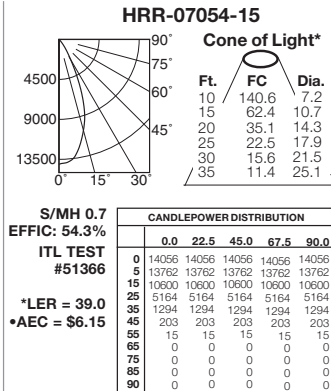 HRR-07054-15
90°
75°
60°
45°
4500
9000
13500
0° 15° 30°
Cone of Light*
Ft. FC Dia.
10 140.6 7.2
15 62.4 10.7
20 35.1 14.3
25 22.5 17.9
30 15.6 21.5
35 11.4 25.1
S/MH 0.7
EFFIC: 54.3%
ITL TEST
#51366
*LER = 39.0
•AEC = $6.15
CANDLEPOWER DISTRIBUTION
0.0 22.5 45.0 67.5 90.0
0 14056 14056 14056 14056 14056
5 13762 13762 13762 13762 13762
15 10600 10600 10600 10600 10600
25 5164 5164 5164 5164 5164
35 1294 1294 1294 1294 1294
45 203 203 203 203 203
55 15 15 15 15 15
65 0 0 0 0 0
75 0 0 0 0 0
85 0 0 0 0 0
90 0 0 0 0 0